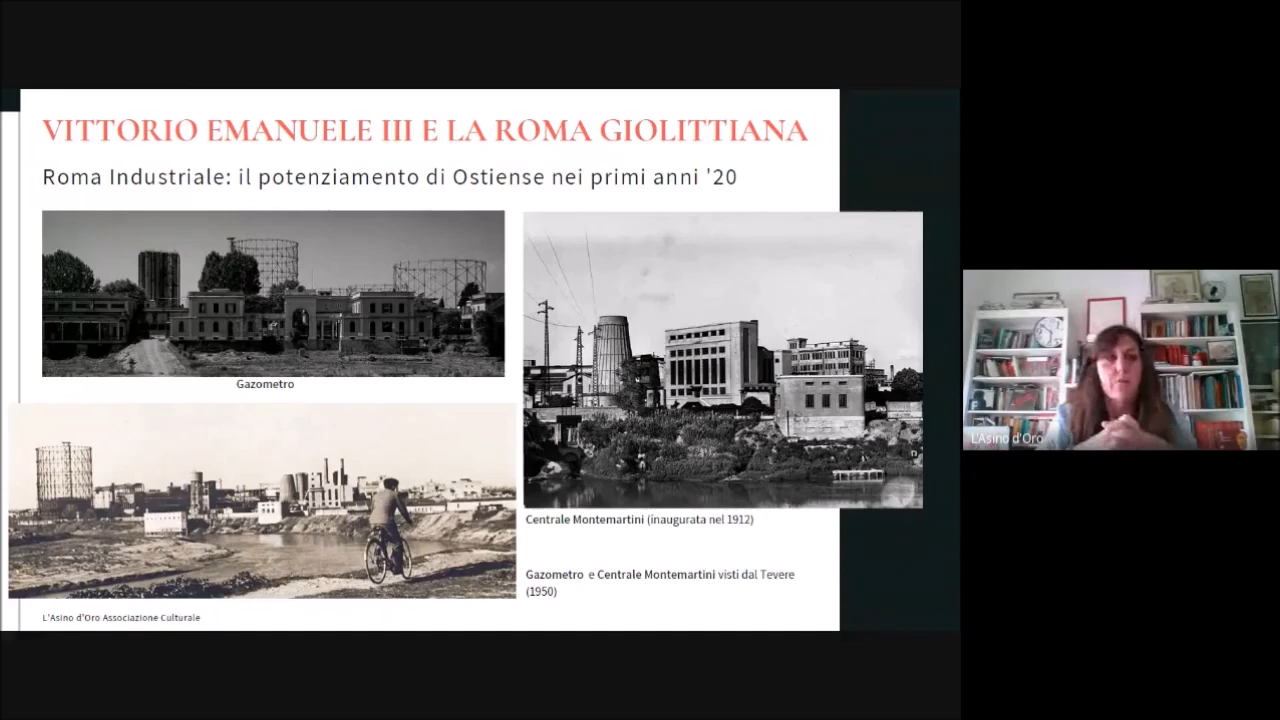 VITTORIO EMANUELE III E LA ROMA GIOLITTIANA
Roma Industriale: il potenziamento di Ostiense nei primi anni '20
Gazometro
Centrale Montemartini (inaugurata nel 1912)
Gazometro e Centrale Montemartini visti dal Tevere
(1950)
L'Asino d'Oro Associazione Culturale
L'Asino d'Oro